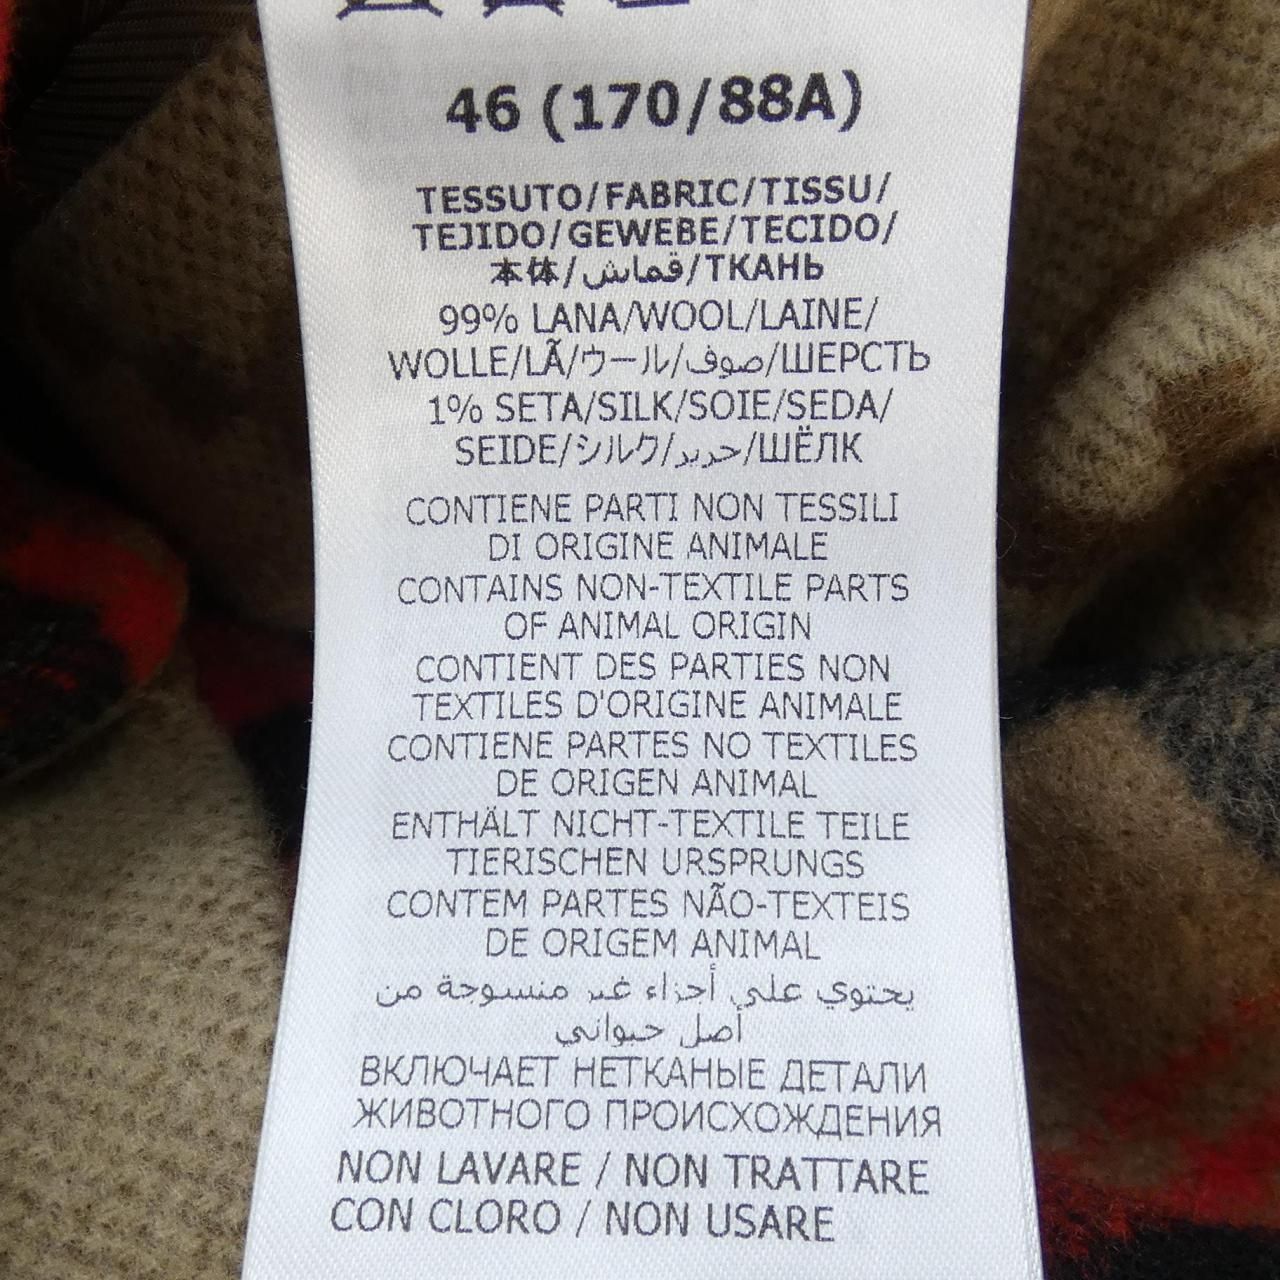 46 (170/88A)
TESSUTO/FABRIC/TISSU/
TEJIDO/GEWEBE/TECIDO/
本体/قماش/ТКАНЬ
99% LANA/WOOL/LAINE/
WOLLE/LÃ/ウール/صوف/ШЕРСТЬ
1% SETA/SILK/SOIE/SEDA/
SEIDE/シルク/حرير/ШЁЛК
CONTIENE PARTI NON TESSILI
DI ORIGINE ANIMALE
CONTAINS NON-TEXTILE PARTS
OF ANIMAL ORIGIN
CONTIENT DES PARTIES NON
TEXTILES D'ORIGINE ANIMALE
CONTIENE PARTES NO TEXTILES
DE ORIGEN ANIMAL
ENTHÄLT NICHT-TEXTILE TEILE
TIERISCHEN URSPRUNGS
CONTEM PARTES NÃO-TEXTEIS
DE ORIGEM ANIMAL
يحتوي على أجزاء غير منسوجة من
أصل حيواني
ВКЛЮЧАЕТ НЕТКАНЫЕ ДЕТАЛИ
ЖИВОТНОГО ПРОИСХОЖДЕНИЯ
NON LAVARE / NON TRATTARE
CON CLORO / NON USARE